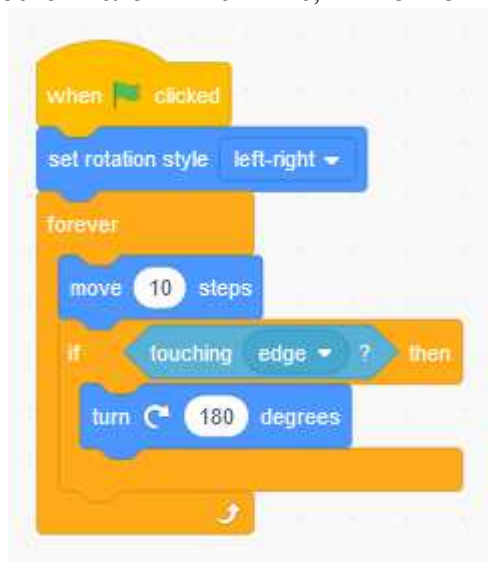 when clicked
set rotation style left-right
forever
move 10 steps
if touching edge ? then
turn 180 degrees